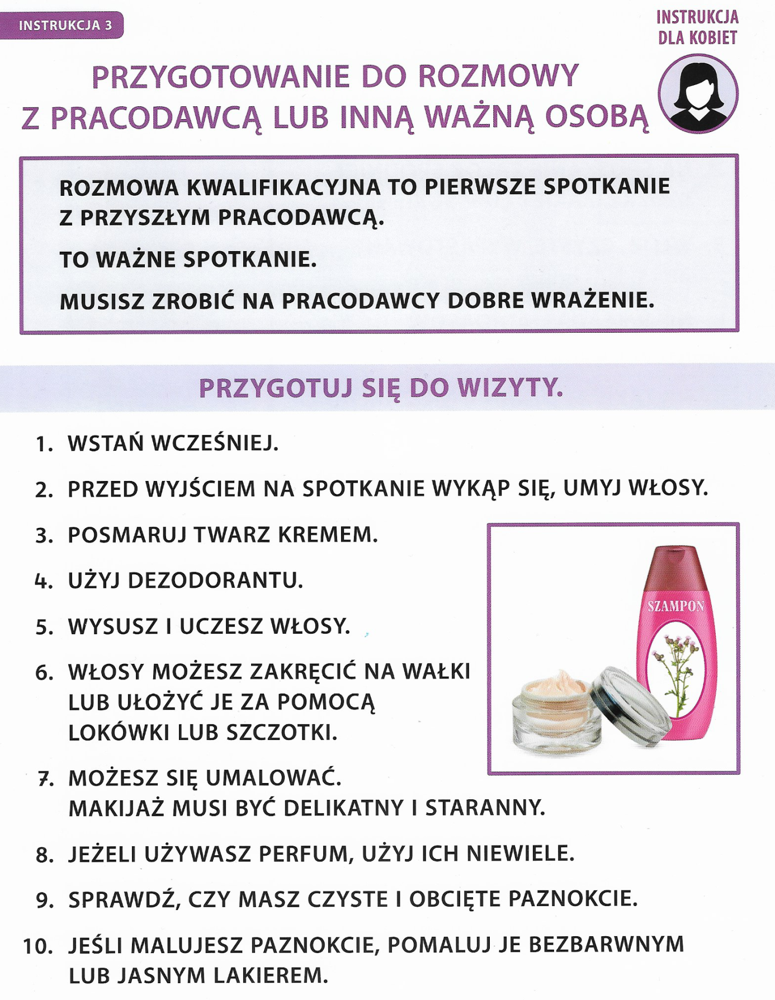 INSTRUKCJA 3
INSTRUKCJA
DLA KOBIET
PRZYGOTOWANIE DO ROZMOWY
Z PRACODAWCĄ LUB INNĄ WAŻNĄ OSOBĄ
ROZMOWA KWALIFIKACYJNA TO PIERWSZE SPOTKANIE
Z PRZYSZŁYM PRACODAWCĄ.
TO WAŻNE SPOTKANIE.
MUSISZ ZROBIĆ NA PRACODAWCY DOBRE WRAŻENIE.
PRZYGOTUJ SIĘ DO WIZYTY.
1. WSTAŃ WCZEŚNIEJ.
2. PRZED WYJŚCIEM NA SPOTKANIE WYKĄP SIĘ, UMYJ WŁOSY.
3. POSMARUJ TWARZ KREMEM.
4. UŻYJ DEZODORANTU.
5. WYSUSZ I UCZESZ WŁOSY.
6. WŁOSY MOŻESZ ZAKRĘCIĆ NA WAŁKI
LUB UŁOŻYĆ JE ZA POMOCĄ
LOKÓWKI LUB SZCZOTKI.
SZAMPON
7. MOŻESZ SIĘ UMALOWAĆ.
MAKIJAŻ MUSI BYĆ DELIKATNY I STARANNY.
8. JEŻELI UŻYWASZ PERFUM, UŻYJ ICH NIEWIELE.
9. SPRAWDŹ, CZY MASZ CZYSTE I OBCIĘTE PAZNOKCIE.
10. JEŚLI MALUJESZ PAZNOKCIE, POMALUJ JE BEZBARWNYM
LUB JASNYM LAKIEREM.